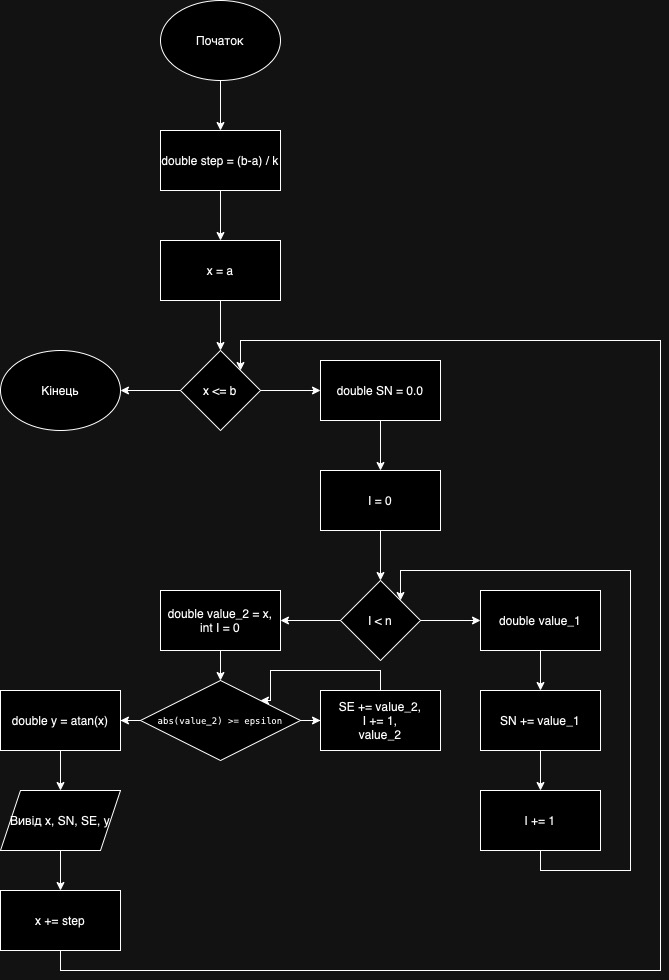 Початок
double step = (b-a) / k
x = a
Кінець
x <= b
double SN = 0.0
I = 0
double value_2 = x,
int I = 0
I < n
double value_1
double y = atan(x)
abs(value_2) >= epsilon
SE += value_2,
I += 1,
value_2
SN += value_1
Вивід x, SN, SE, y
I += 1
x += step